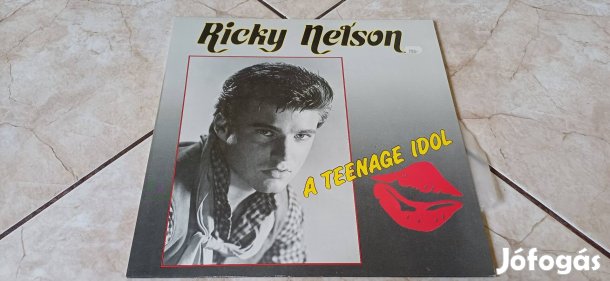 Ricky Nelson
A TEENAGE IDOL
Jófogás